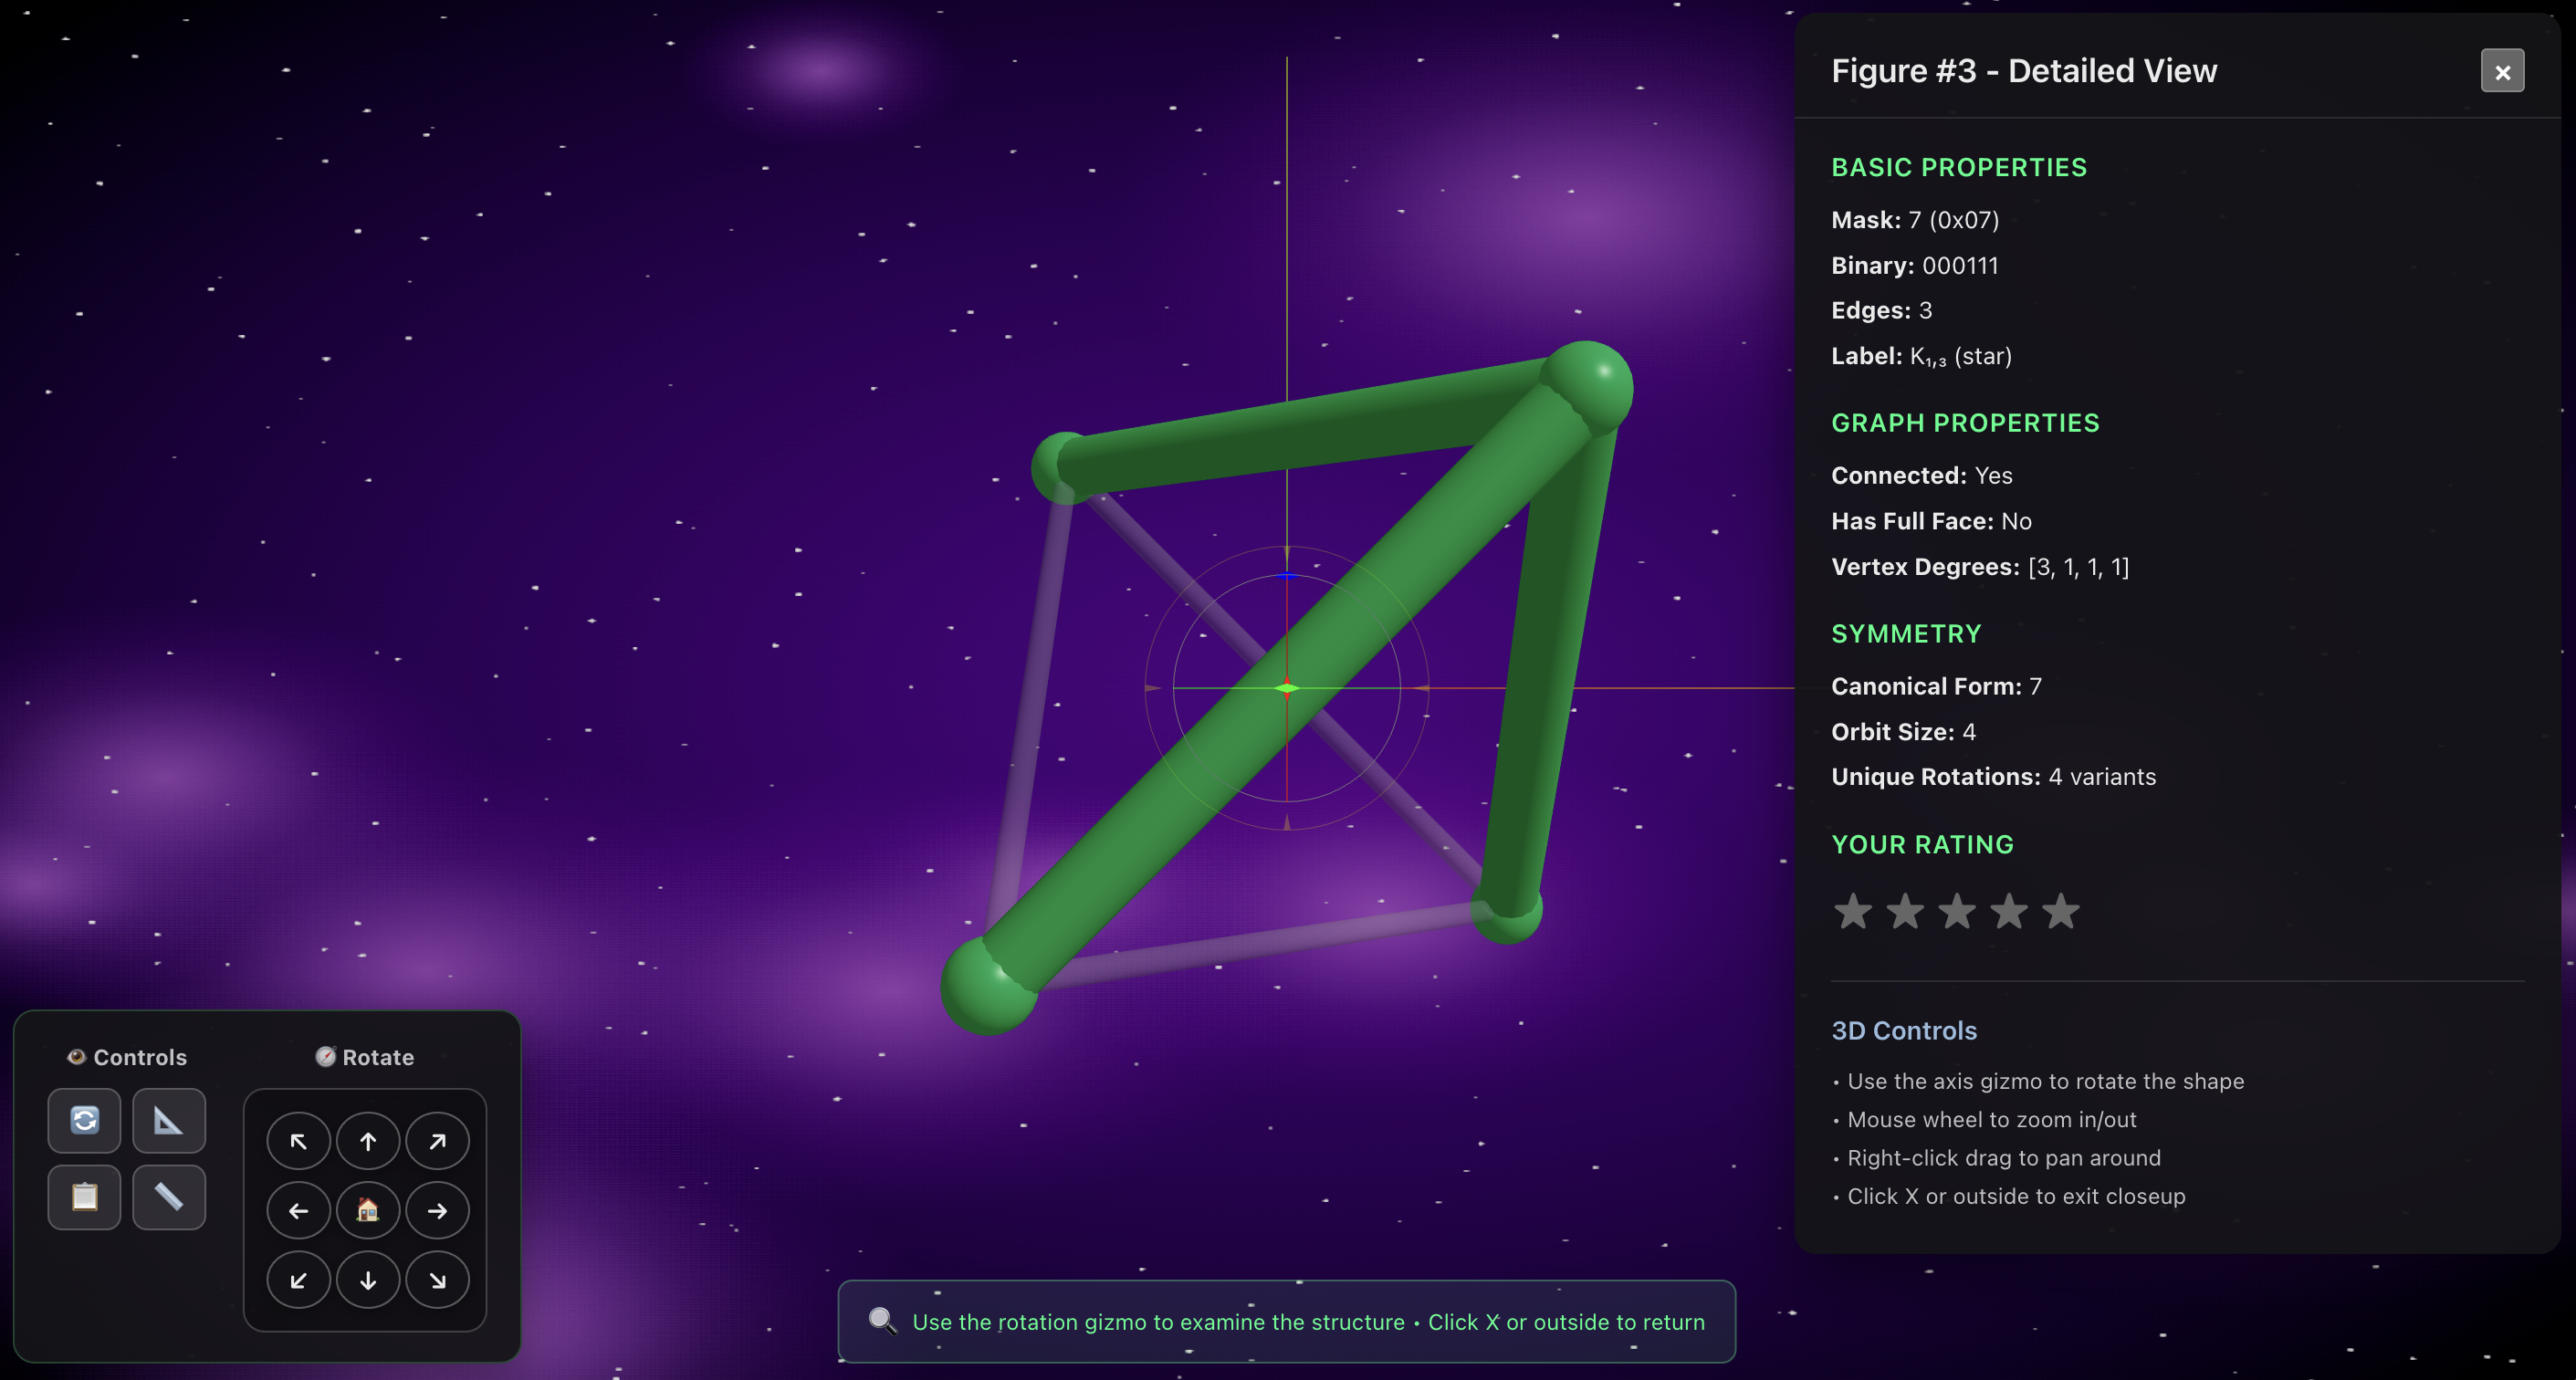 Figure #3 - Detailed View
×
BASIC PROPERTIES
Mask: 7 (0x07)
Binary: 000111
Edges: 3
Label: K₁,₃ (star)
GRAPH PROPERTIES
Connected: Yes
Has Full Face: No
Vertex Degrees: [3, 1, 1, 1]
SYMMETRY
Canonical Form: 7
Orbit Size: 4
Unique Rotations: 4 variants
YOUR RATING
★★★★★
3D Controls
• Use the axis gizmo to rotate the shape
• Mouse wheel to zoom in/out
• Right-click drag to pan around
• Click X or outside to exit closeup
👁️ Controls
🧭 Rotate
↖ ↑ ↗
← 🏠 →
↙ ↓ ↘
🔍 Use the rotation gizmo to examine the structure • Click X or outside to return